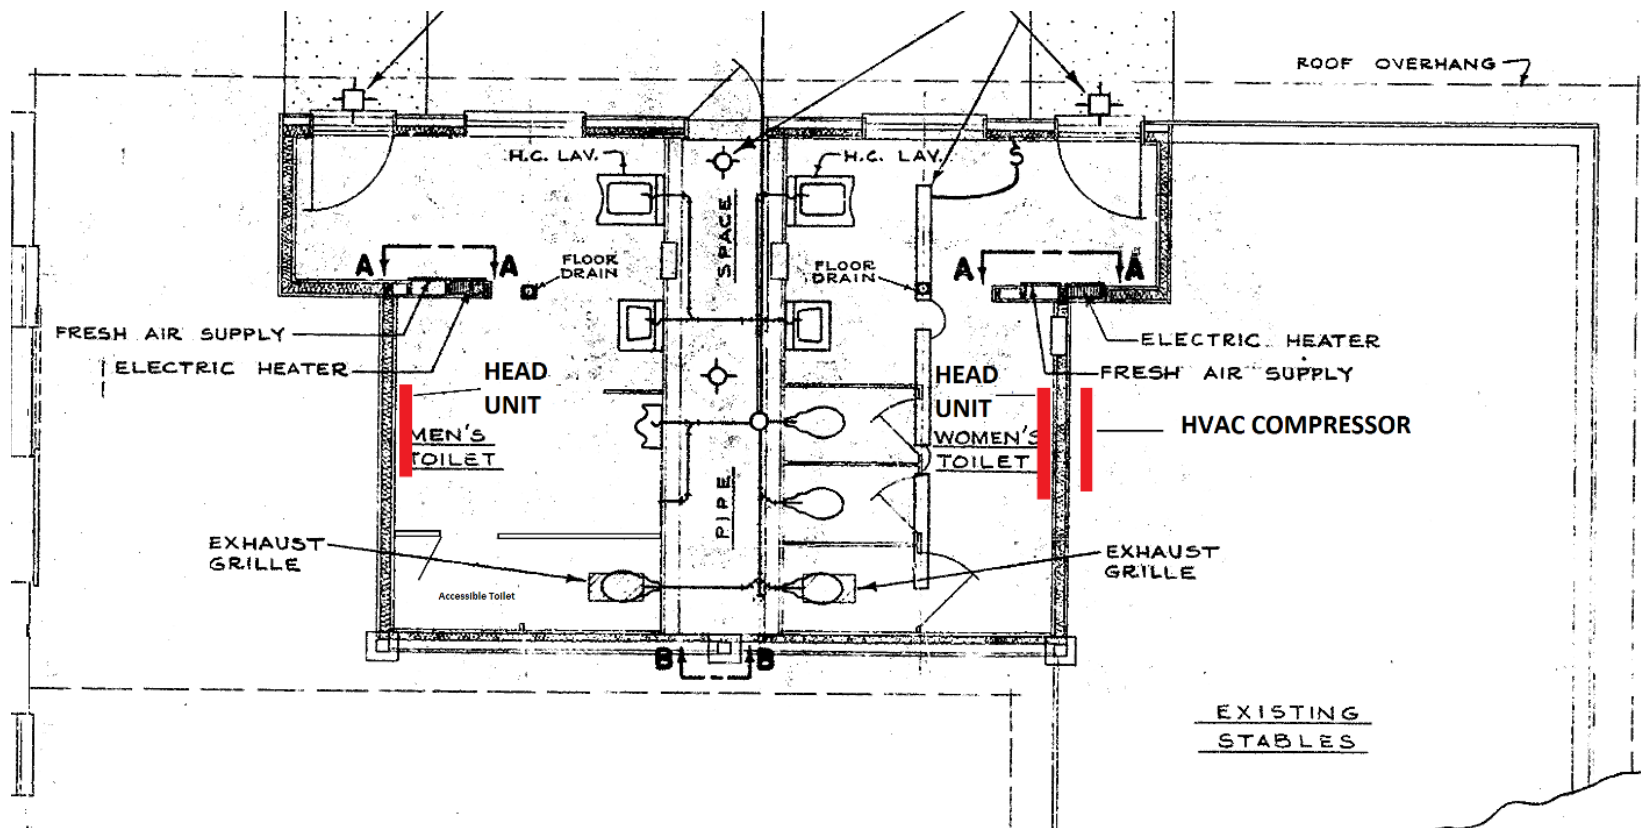 ROOF OVERHANG
H.C. LAV.
H.C. LAV.
S
SPACE
A A
FLOOR
DRAIN
FLOOR
DRAIN
A A
FRESH AIR SUPPLY
ELECTRIC HEATER
ELECTRIC HEATER
FRESH AIR SUPPLY
HEAD
UNIT
HEAD
UNIT
HVAC COMPRESSOR
MEN'S
TOILET
WOMEN'S
TOILET
PIPE
EXHAUST
GRILLE
EXHAUST
GRILLE
Accessible Toilet
B B
EXISTING
STABLES